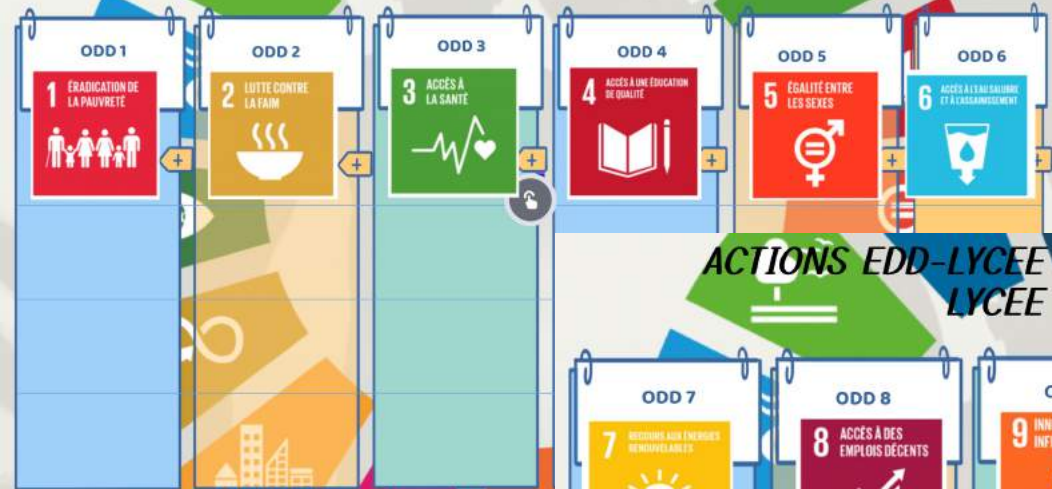 ODD 1
1 ÉRADICATION DE
LA PAUVRETÉ
ODD 2
2 LUTTE CONTRE
LA FAIM
ODD 3
3 ACCÈS À
LA SANTÉ
ODD 4
4 ACCÈS À UNE ÉDUCATION
DE QUALITÉ
ODD 5
5 ÉGALITÉ ENTRE
LES SEXES
ODD 6
6 ACCÈS À L'EAU SALUBRE
ET À L'ASSAINISSEMENT
ACTIONS EDD-LYCEE
LYCEE
ODD 7
7 RECOURS AUX ÉNERGIES
RENOUVELABLES
ODD 8
8 ACCÈS À DES
EMPLOIS DÉCENTS
9